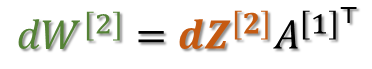 dW^[2] = dZ^[2] A^[1]^⊤